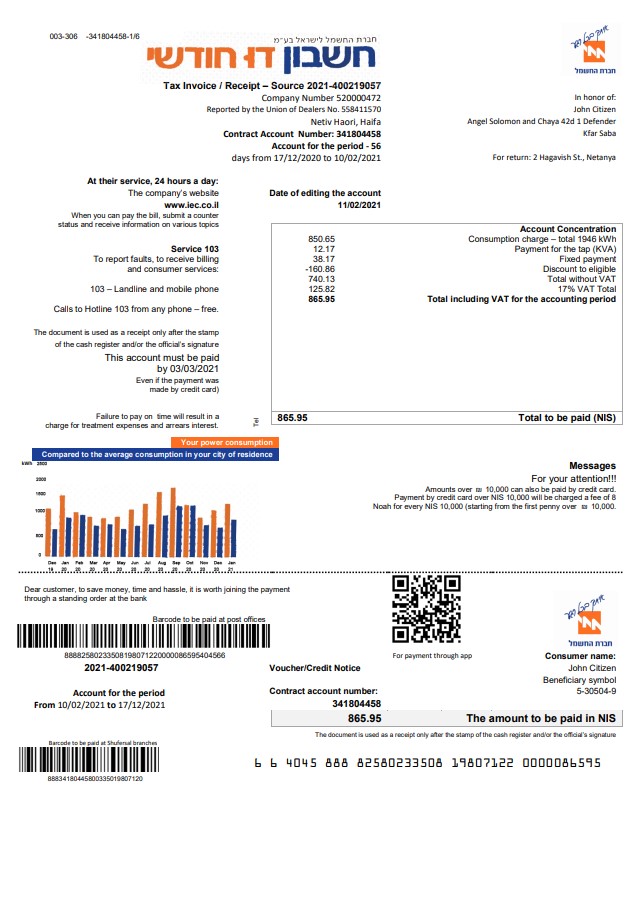 003-306 -341804458-1/6
חברת החשמל לישראל בע"מ
חשבון דו חודשי
חברת החשמל
Tax Invoice / Receipt – Source 2021-400219057
Company Number 520000472
Reported by the Union of Dealers No. 558411570
Netiv Haori, Haifa
Contract Account Number: 341804458
Account for the period - 56
days from 17/12/2020 to 10/02/2021
In honor of:
John Citizen
Angel Solomon and Chaya 42d 1 Defender
Kfar Saba
For return: 2 Hagavish St., Netanya
At their service, 24 hours a day:
The company's website
www.iec.co.il
When you can pay the bill, submit a counter
status and receive information on various topics
Date of editing the account
11/02/2021
Service 103
To report faults, to receive billing
and consumer services:
103 – Landline and mobile phone
Calls to Hotline 103 from any phone – free.
The document is used as a receipt only after the stamp
of the cash register and/or the official's signature
This account must be paid
by 03/03/2021
Even if the payment was
made by credit card)
Failure to pay on time will result in a
charge for treatment expenses and arrears interest.
Tel
Account Concentration
850.65 Consumption charge – total 1946 kWh
12.17 Payment for the tap (KVA)
38.17 Fixed payment
-160.86 Discount to eligible
740.13 Total without VAT
125.82 17% VAT Total
865.95 Total including VAT for the accounting period
865.95 Total to be paid (NIS)
Your power consumption
Compared to the average consumption in your city of residence
kWh
2000
1500
800
0
Dec Jan Feb Mar Apr May Jun Jul Aug Sep Oct Nov Dec Jan
19 20 20 20 20 20 20 20 20 20 20 20 20 21
Messages
For your attention!!!
Amounts over ₪ 10,000 can also be paid by credit card.
Payment by credit card over NIS 10,000 will be charged a fee of 8
Noah for every NIS 10,000 (starting from the first penny over ₪ 10,000.
Dear customer, to save money, time and hassle, it is worth joining the payment
through a standing order at the bank
Barcode to be paid at post offices
88882580233508198071220000086595404566
2021-400219057
Account for the period
From 10/02/2021 to 17/12/2021
For payment through app
חברת החשמל
Voucher/Credit Notice
Contract account number:
341804458
Consumer name:
John Citizen
Beneficiary symbol
5-30504-9
865.95 The amount to be paid in NIS
The document is used as a receipt only after the stamp of the cash register and/or the official's signature
Barcode to be paid at Shufersal branches
8883418044580033501980​7120
6 6 4045 888 82580233508 19807122 0000086595